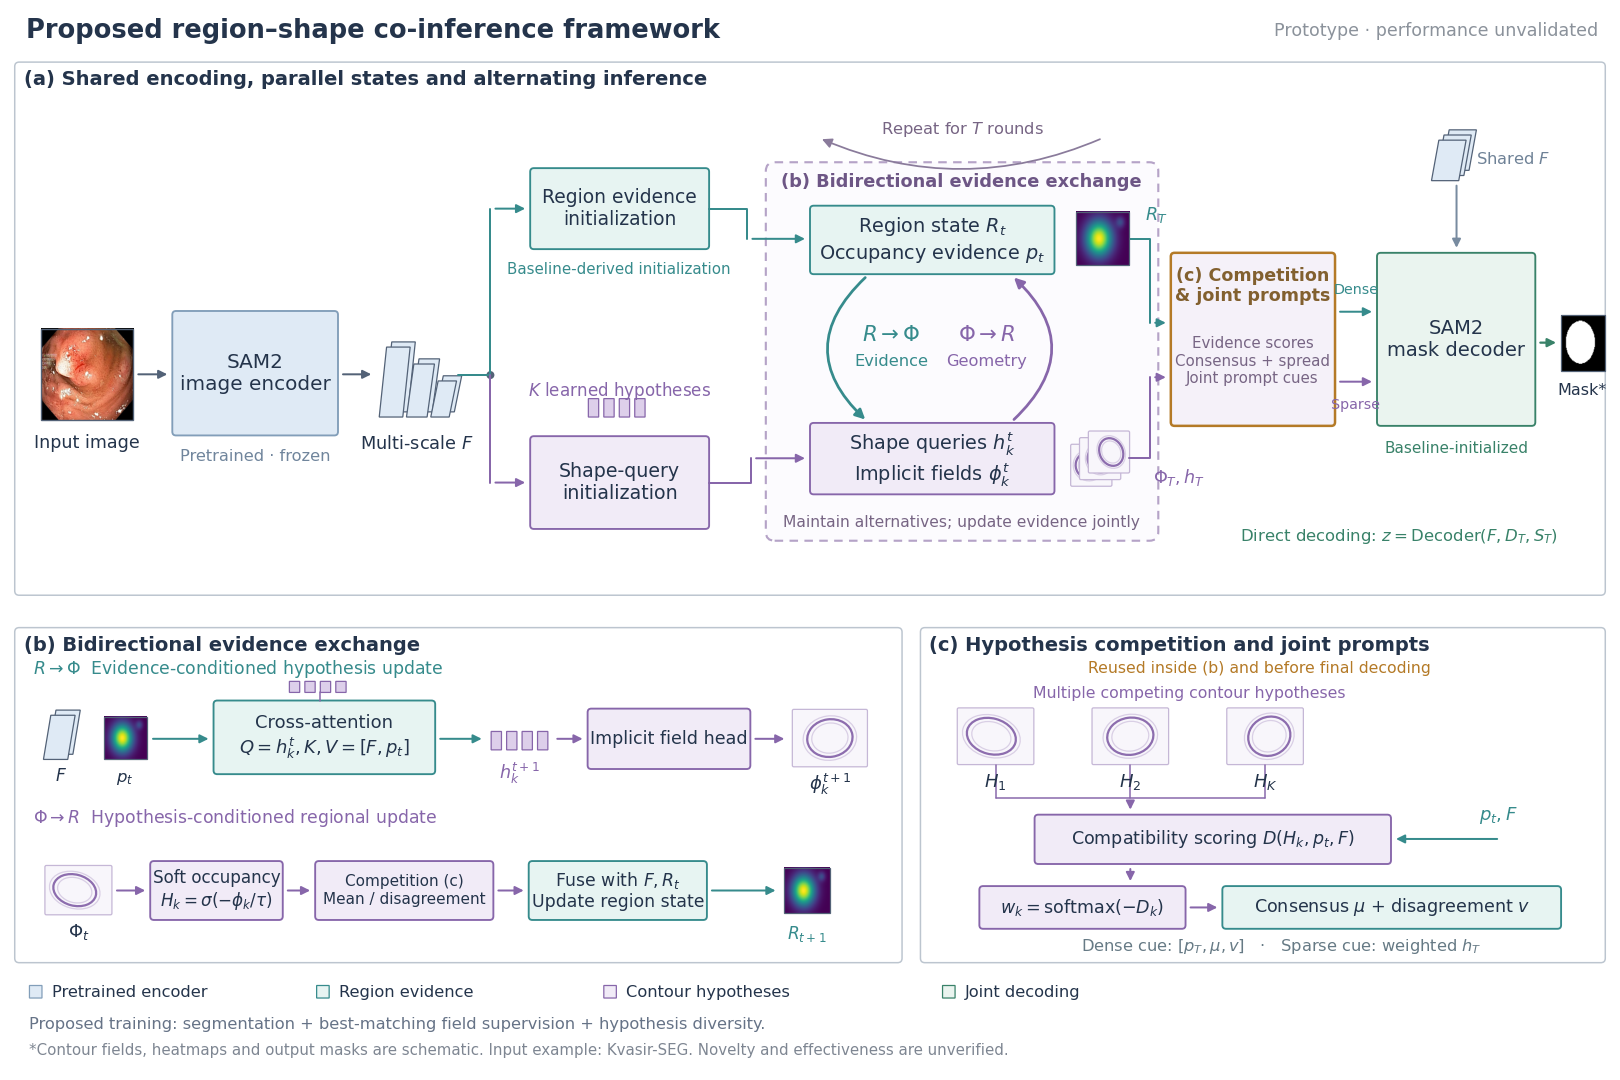 Proposed region–shape co-inference framework
Prototype · performance unvalidated
(a) Shared encoding, parallel states and alternating inference
Repeat for T rounds
Shared F
Region evidence
initialization
Baseline-derived initialization
(b) Bidirectional evidence exchange
Region state R_t
Occupancy evidence p_t
R_T
R→Φ
Evidence
Φ→R
Geometry
Input image
SAM2
image encoder
Pretrained · frozen
Multi-scale F
K learned hypotheses
Shape-query
initialization
Shape queries h_k^t
Implicit fields ϕ_k^t
Φ_T, h_T
Maintain alternatives; update evidence jointly
(c) Competition
& joint prompts
Evidence scores
Consensus + spread
Joint prompt cues
Dense
Sparse
SAM2
mask decoder
Baseline-initialized
Mask*
Direct decoding: z = Decoder(F, D_T, S_T)
(b) Bidirectional evidence exchange
R→Φ Evidence-conditioned hypothesis update
F
p_t
Cross-attention
Q = h_k^t, K, V = [F, p_t]
h_k^{t+1}
Implicit field head
ϕ_k^{t+1}
Φ→R Hypothesis-conditioned regional update
Φ_t
Soft occupancy
H_k = σ(−ϕ_k/τ)
Competition (c)
Mean / disagreement
Fuse with F, R_t
Update region state
R_{t+1}
(c) Hypothesis competition and joint prompts
Reused inside (b) and before final decoding
Multiple competing contour hypotheses
H_1
H_2
H_K
Compatibility scoring D(H_k, p_t, F)
p_t, F
w_k = softmax(−D_k)
Consensus μ + disagreement v
Dense cue: [p_T, μ, v] · Sparse cue: weighted h_T
Pretrained encoder
Region evidence
Contour hypotheses
Joint decoding
Proposed training: segmentation + best-matching field supervision + hypothesis diversity.
*Contour fields, heatmaps and output masks are schematic. Input example: Kvasir-SEG. Novelty and effectiveness are unverified.